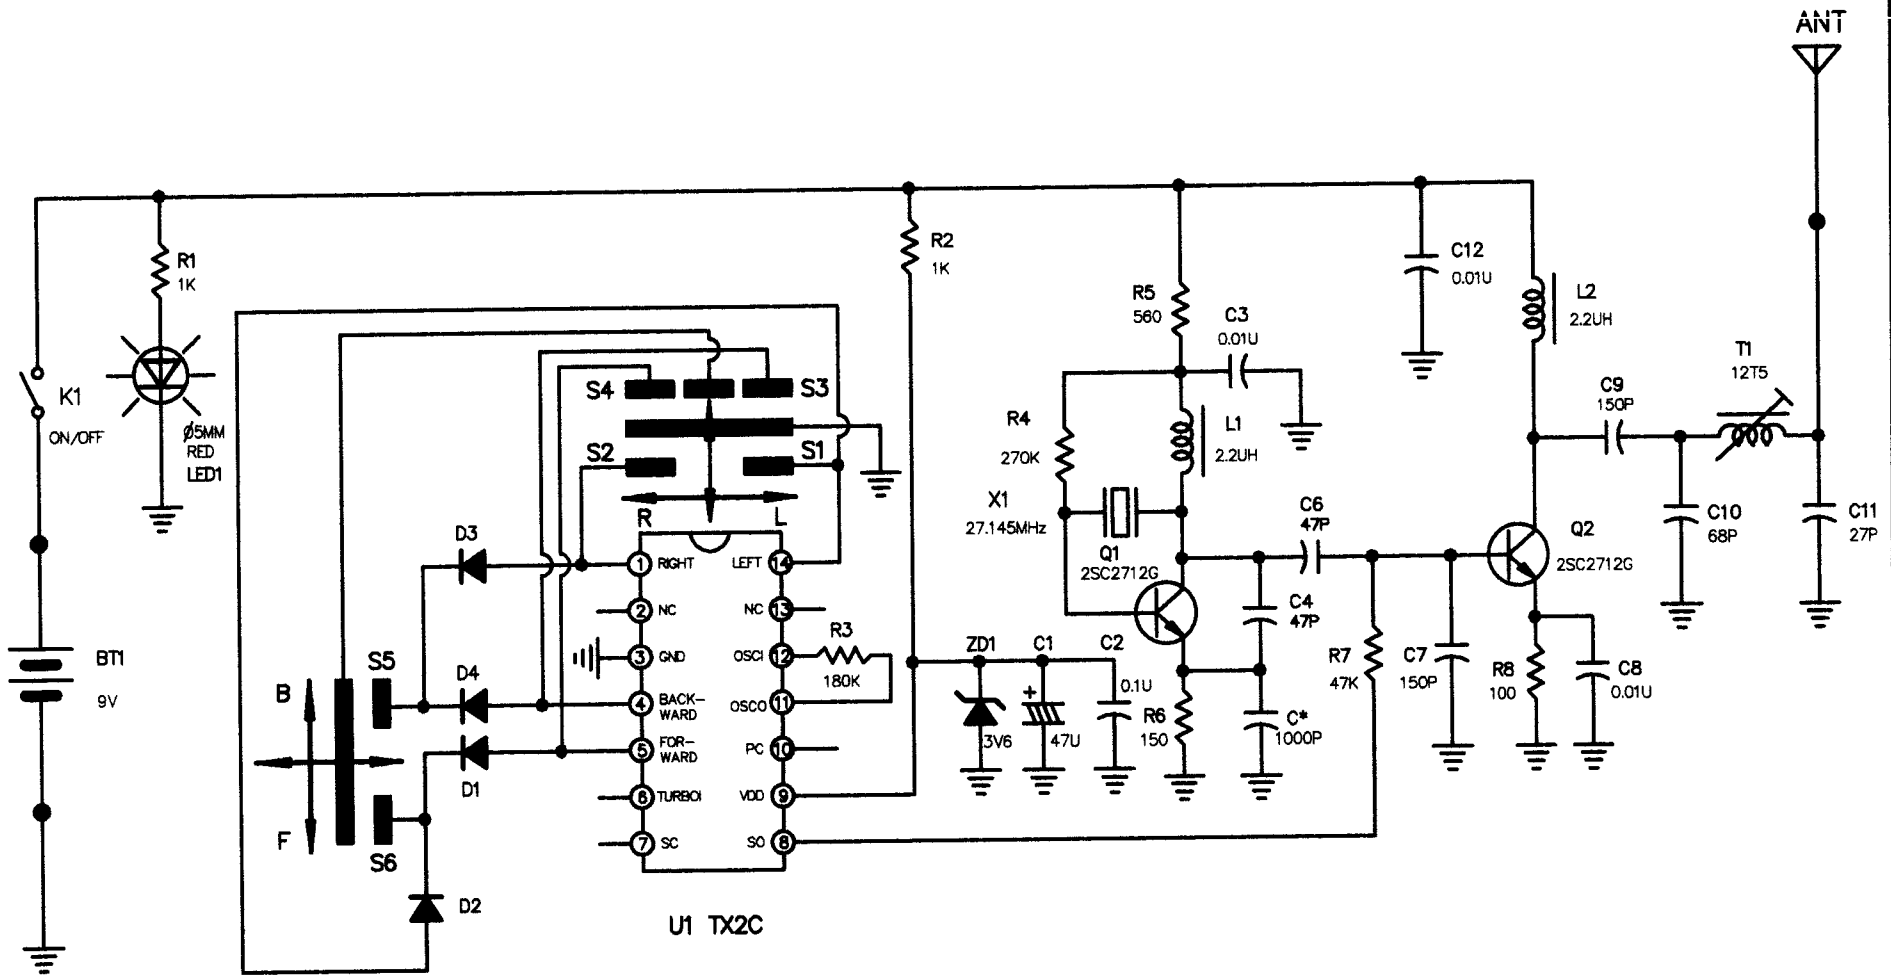 ANT
R1
1K
K1
ON/OFF
Ø5MM
RED
LED1
BT1
9V
R2
1K
S4
S3
S2
S1
R
L
D3
D4
D1
D2
S5
S6
B
F
1 RIGHT
2 NC
3 GND
4 BACK-
WARD
5 FOR-
WARD
6 TURBOI
7 SC
LEFT 14
NC 13
OSCI 12
OSCO 11
PC 10
VDD 9
SO 8
U1 TX2C
R3
180K
ZD1
3V6
C1
+
47U
C2
0.1U
R5
560
C3
0.01U
R4
270K
L1
2.2UH
X1
27.145MHz
Q1
2SC2712G
C6
47P
C4
47P
R6
150
C*
1000P
R7
47K
C7
150P
C12
0.01U
L2
2.2UH
C9
150P
T1
12T5
Q2
2SC2712G
C10
68P
C11
27P
R8
100
C8
0.01U